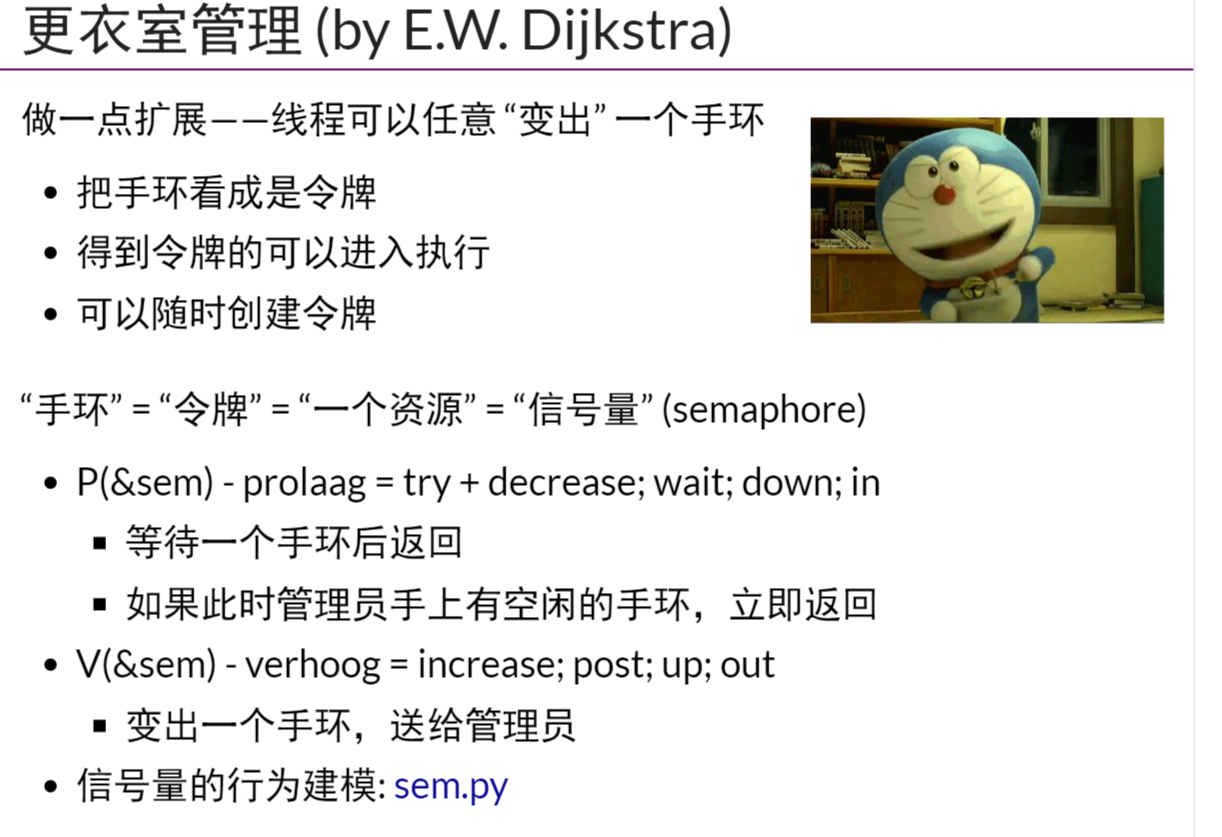 更衣室管理 (by E.W. Dijkstra)
做一点扩展——线程可以任意 “变出” 一个手环
• 把手环看成是令牌
• 得到令牌的可以进入执行
• 可以随时创建令牌
“手环” = “令牌” = “一个资源” = “信号量” (semaphore)
• P(&sem) - prolaag = try + decrease; wait; down; in
▪ 等待一个手环后返回
▪ 如果此时管理员手上有空闲的手环，立即返回
• V(&sem) - verhoog = increase; post; up; out
▪ 变出一个手环，送给管理员
• 信号量的行为建模: sem.py